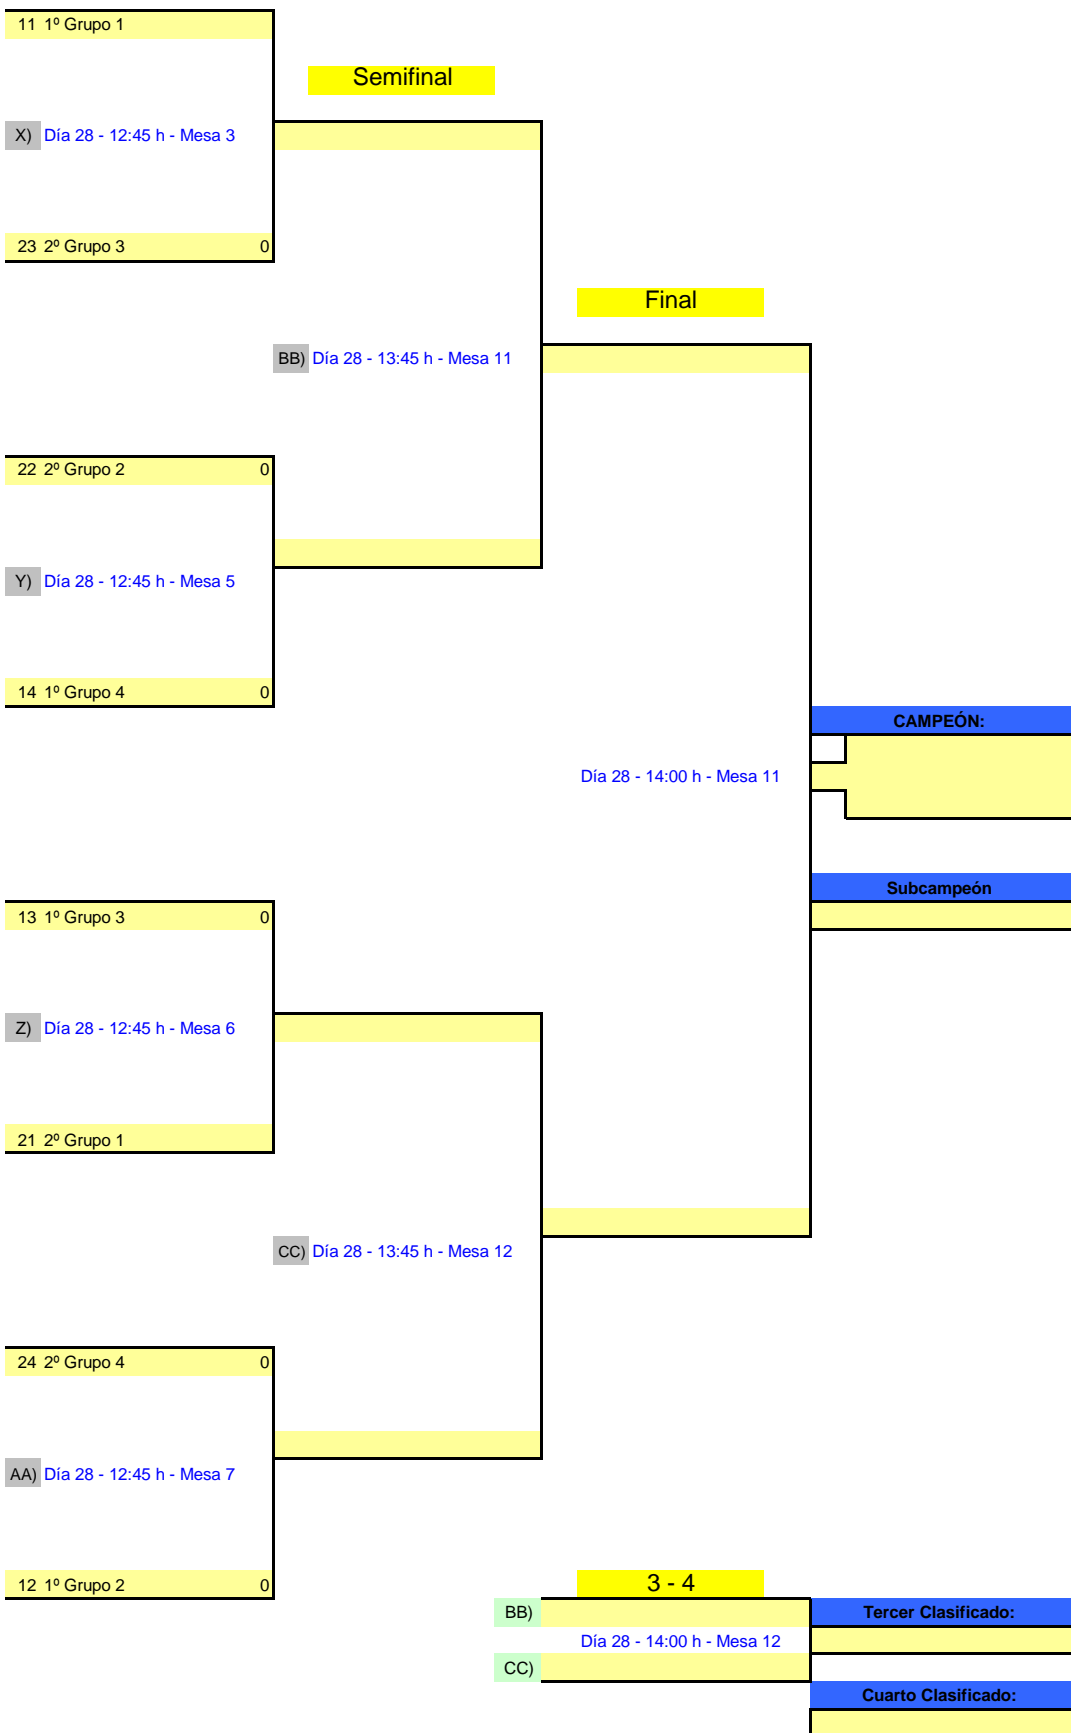 11 1º Grupo 1
Semifinal
X) Día 28 - 12:45 h - Mesa 3
23 2º Grupo 3 0
Final
BB) Día 28 - 13:45 h - Mesa 11
22 2º Grupo 2 0
Y) Día 28 - 12:45 h - Mesa 5
14 1º Grupo 4 0
CAMPEÓN:
Día 28 - 14:00 h - Mesa 11
Subcampeón
13 1º Grupo 3 0
Z) Día 28 - 12:45 h - Mesa 6
21 2º Grupo 1
CC) Día 28 - 13:45 h - Mesa 12
24 2º Grupo 4 0
AA) Día 28 - 12:45 h - Mesa 7
12 1º Grupo 2 0
3 - 4
BB)
Tercer Clasificado:
Día 28 - 14:00 h - Mesa 12
CC)
Cuarto Clasificado: